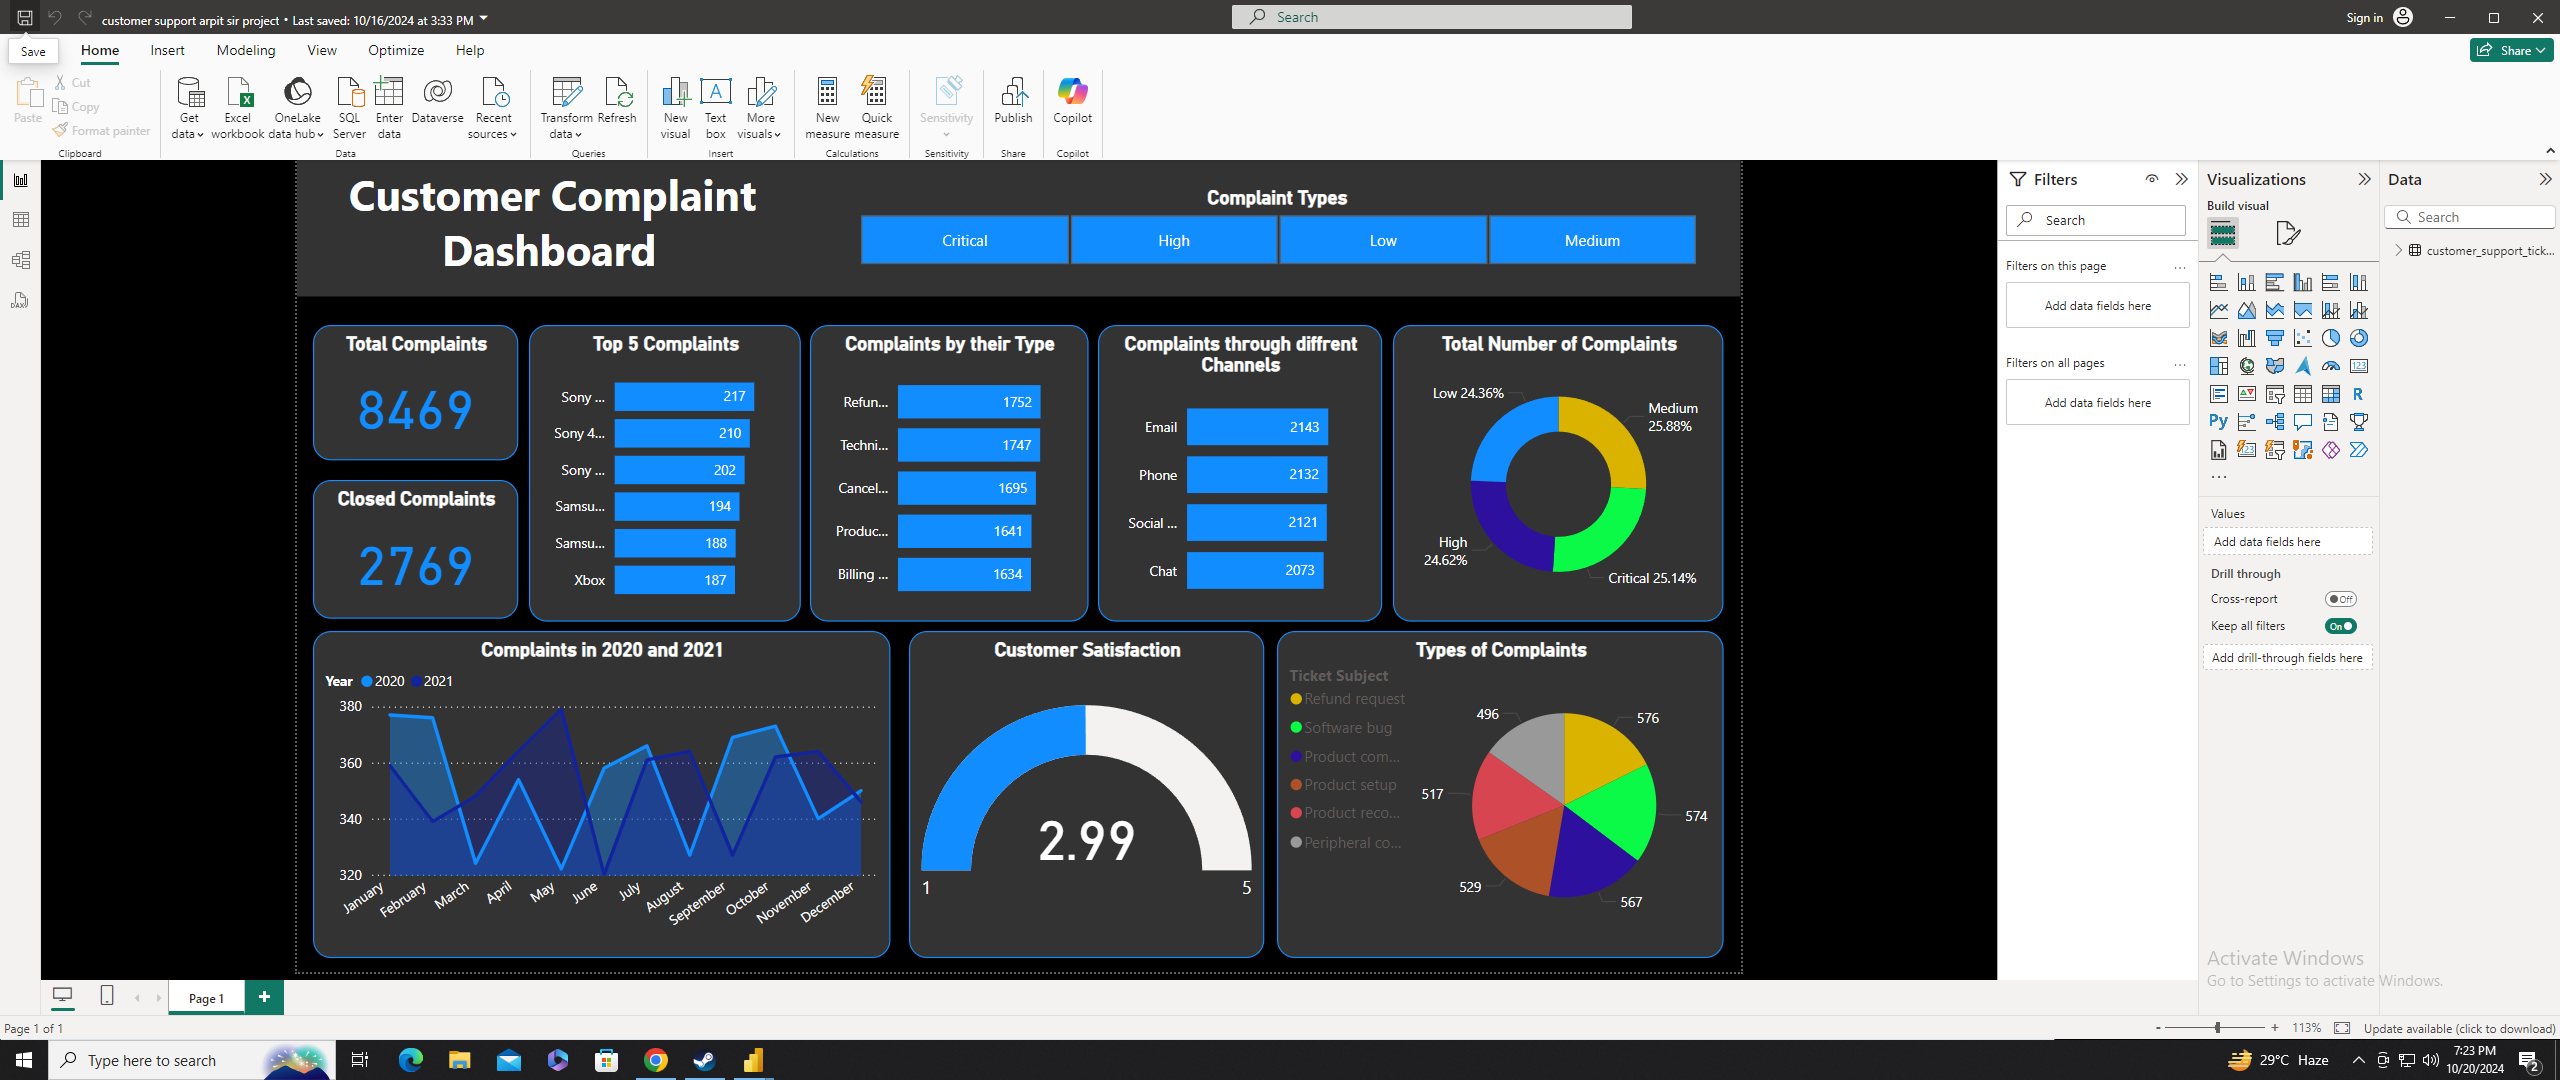 customer support arpit sir project • Last saved: 10/16/2024 at 3:33 PM
Search
Sign in
Save
Home
Insert
Modeling
View
Optimize
Help
Share
Paste
Cut
Copy
Format painter
Clipboard
Get data
Excel workbook
OneLake data hub
SQL Server
Enter data
Dataverse
Recent sources
Data
Transform data
Refresh
Queries
New visual
Text box
More visuals
Insert
New measure
Quick measure
Calculations
Sensitivity
Sensitivity
Publish
Share
Copilot
Copilot
Customer Complaint
Dashboard
Complaint Types
Critical
High
Low
Medium
Total Complaints
8469
Closed Complaints
2769
Top 5 Complaints
Sony ... 217
Sony 4... 210
Sony ... 202
Samsu... 194
Samsu... 188
Xbox 187
Complaints by their Type
Refun... 1752
Techni... 1747
Cancel... 1695
Produc... 1641
Billing ... 1634
Complaints through diffrent
Channels
Email 2143
Phone 2132
Social ... 2121
Chat 2073
Total Number of Complaints
Low 24.36%
Medium
25.88%
High
24.62%
Critical 25.14%
Complaints in 2020 and 2021
Year 2020 2021
380
360
340
320
January
February
March
April
May
June
July
August
September
October
November
December
Customer Satisfaction
2.99
1
5
Types of Complaints
Ticket Subject
Refund request
Software bug
Product com...
Product setup
Product reco...
Peripheral co...
496
576
517
574
529
567
Filters
Search
Filters on this page
...
Add data fields here
Filters on all pages
...
Add data fields here
Visualizations
Build visual
123
R
Py
123
...
Values
Add data fields here
Drill through
Cross-report
Off
Keep all filters
On
Add drill-through fields here
Data
Search
customer_support_tick...
Activate Windows
Go to Settings to activate Windows.
DAX
Page 1
+
Page 1 of 1
- + 113%
Update available (click to download)
Type here to search
29°C Haze
7:23 PM
10/20/2024
2